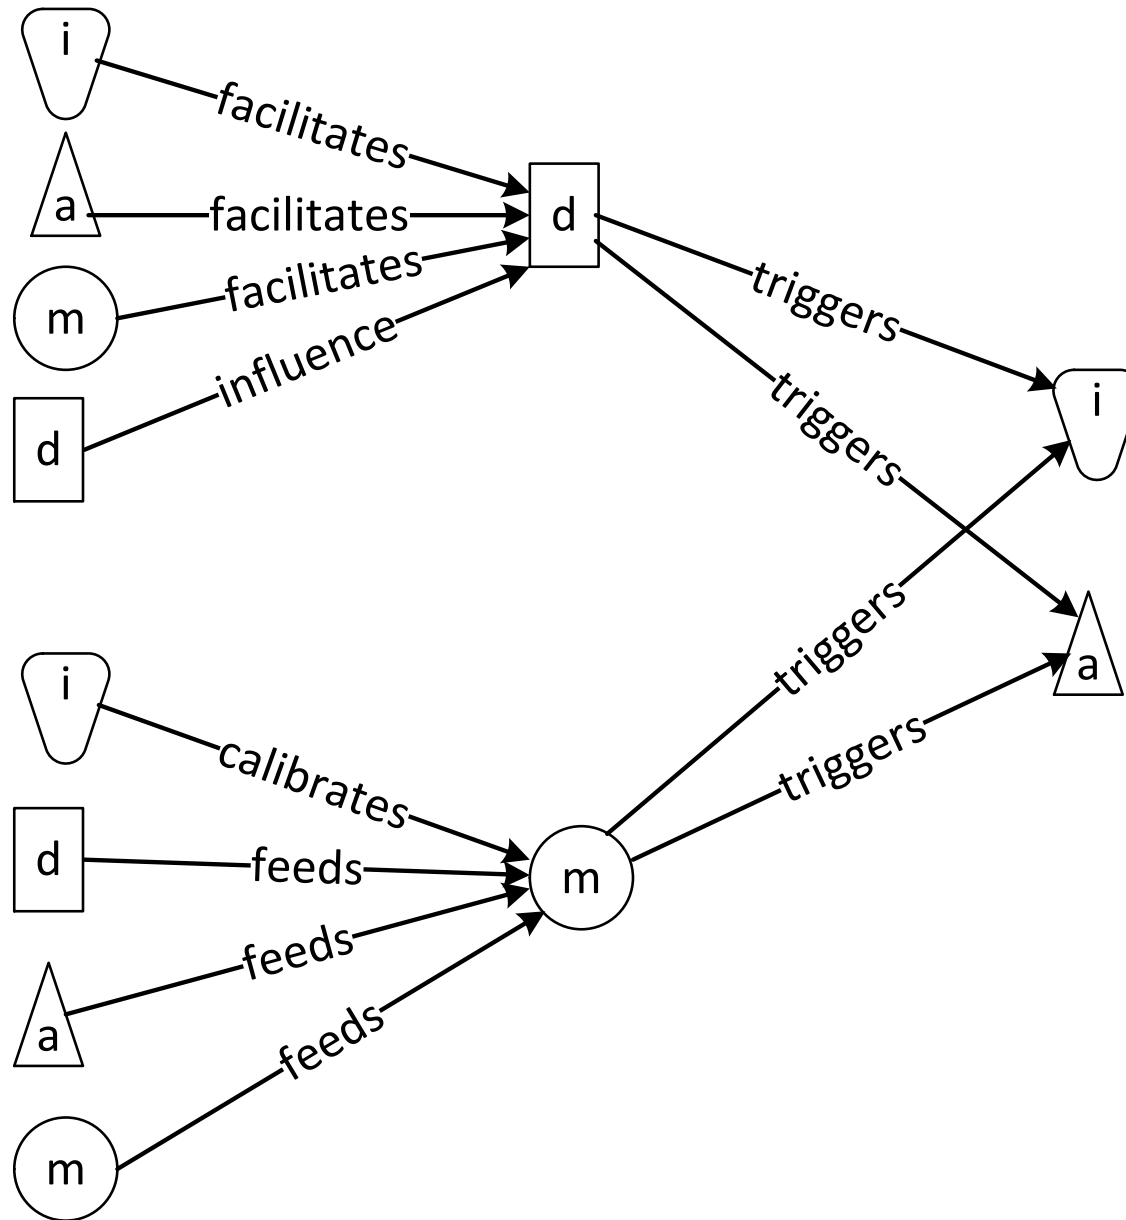 i
facilitates
a
facilitates
d
m
facilitates
triggers
influence
d
triggers
i
i
triggers
a
calibrates
triggers
d
feeds
m
a
feeds
feeds
m